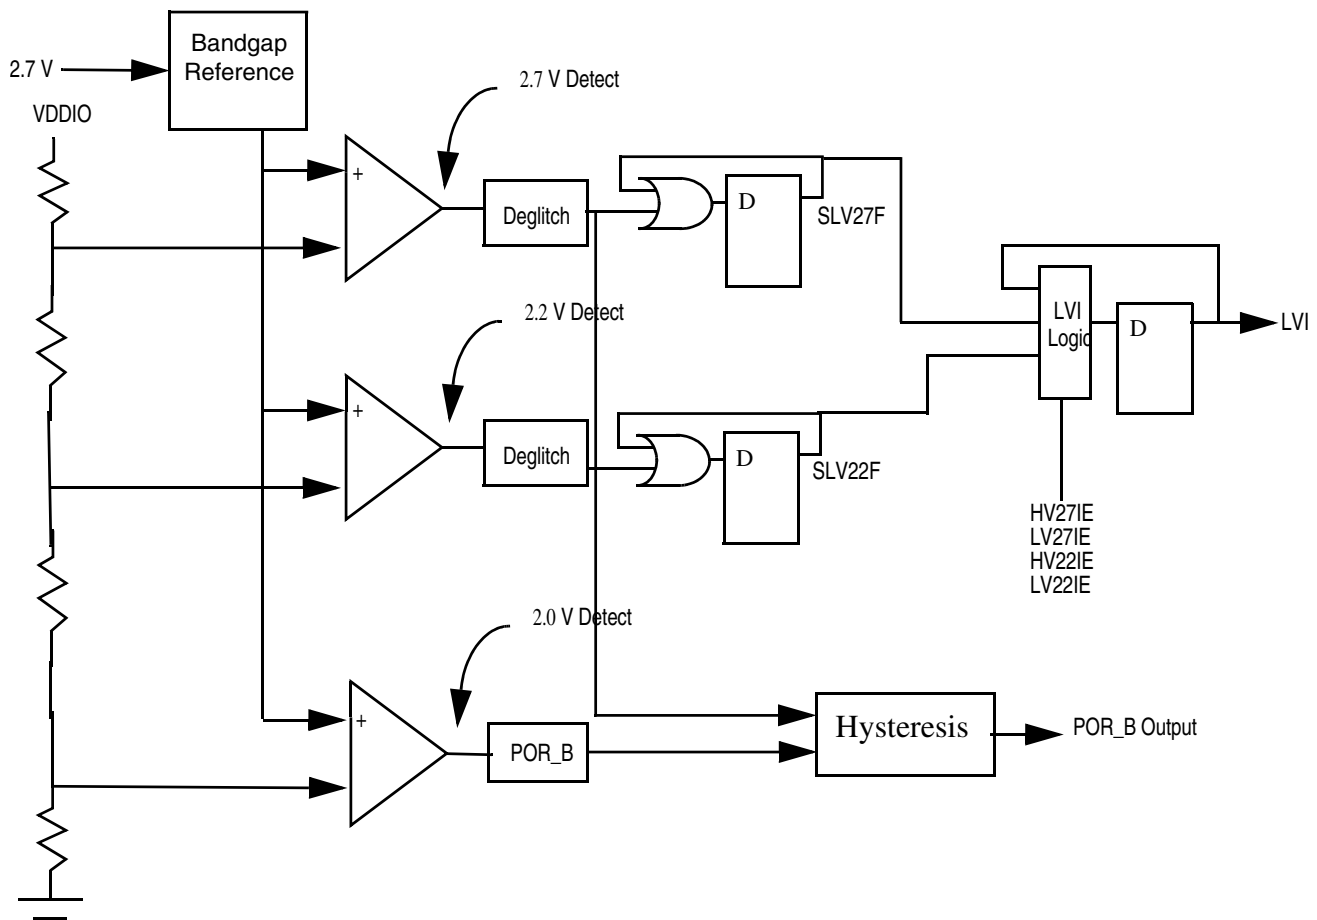 Bandgap
Reference
2.7 V
VDDIO
2.7 V Detect
+
Deglitch
D
SLV27F
2.2 V Detect
LVI
Logic
D
LVI
+
Deglitch
D
SLV22F
HV27IE
LV27IE
HV22IE
LV22IE
2.0 V Detect
+
POR_B
Hysteresis
POR_B Output